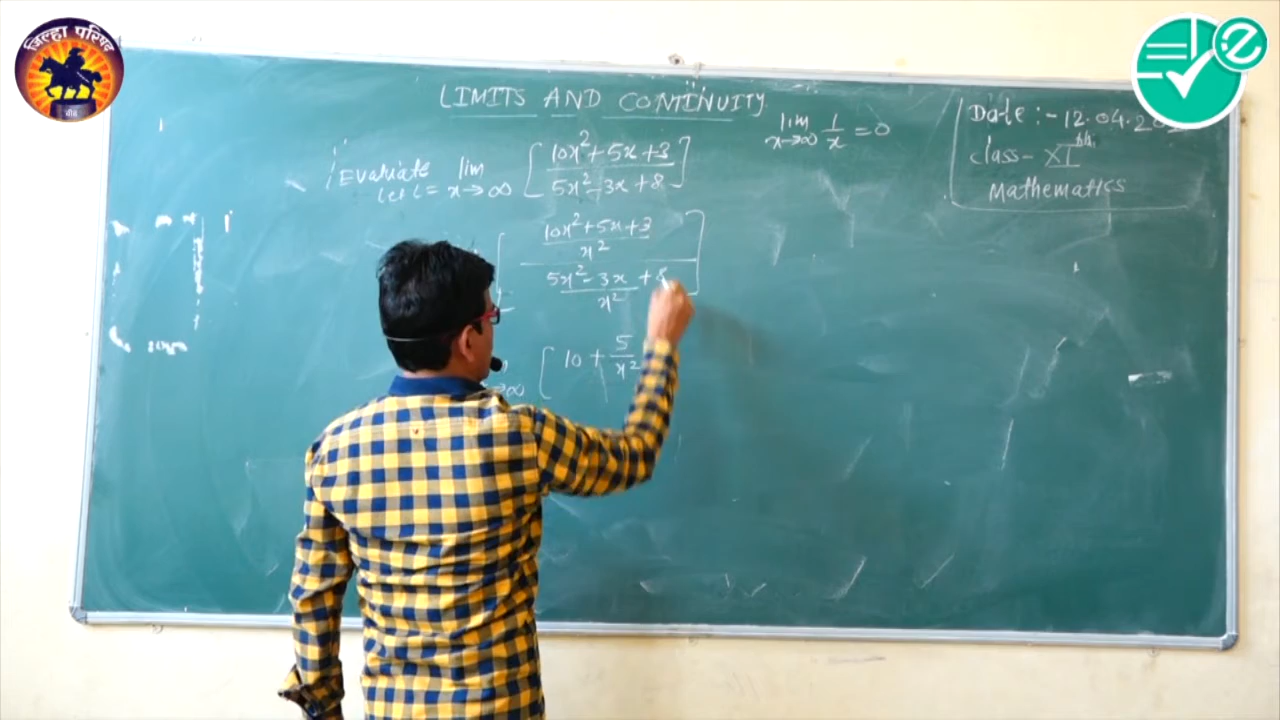 जिल्हा परिषद
बीड
LIMITS AND CONTINUITY
lim x→∞ 1/x = 0
Date :- 12.04.20
class - XI th
Mathematics
Evaluate lim x→∞ [ 10x² + 5x + 3 / 5x² - 3x + 8 ]
Let L =
[ 10x² + 5x + 3 / x²
5x² - 3x + 8 / x² ]
→∞ [ 10 + 5/x²